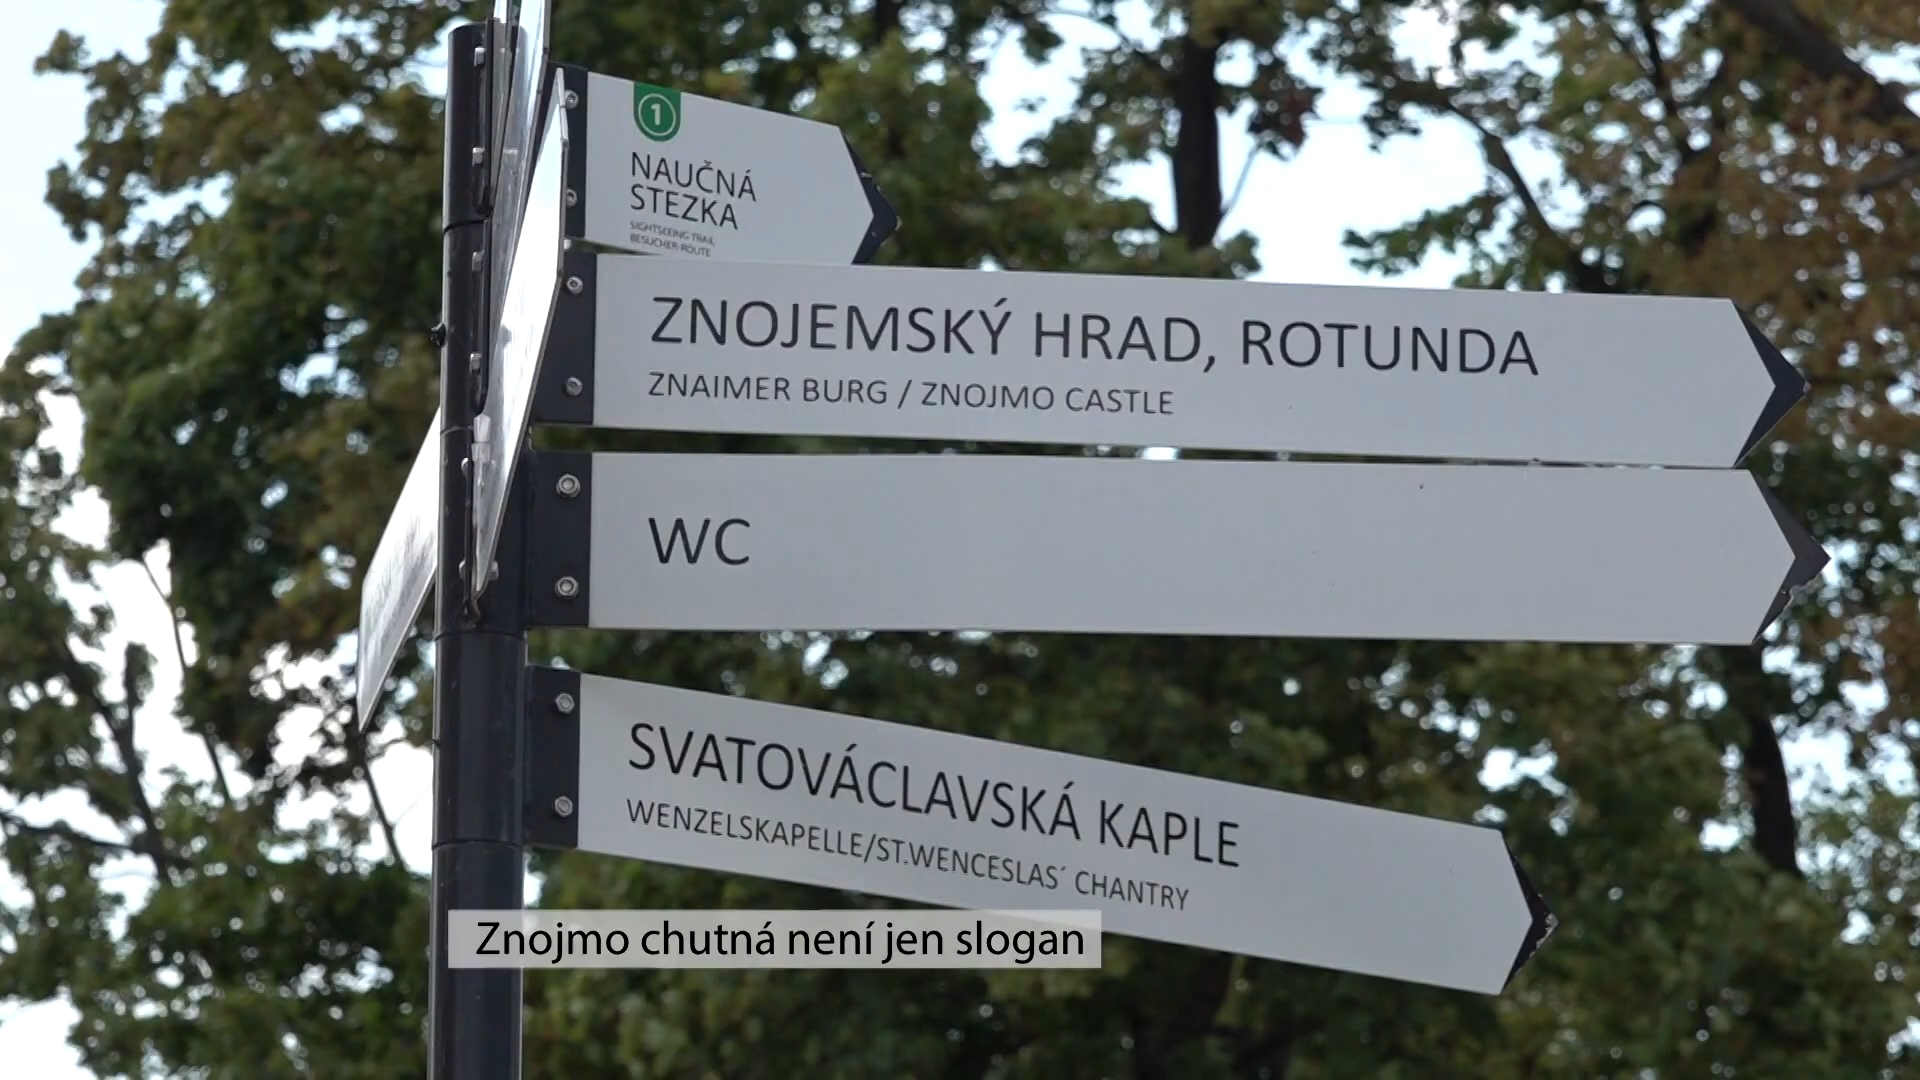 1
NAUČNÁ
STEZKA
SIGHTSEEING TRAIL
BESUCHER-ROUTE
ZNOJEMSKÝ HRAD, ROTUNDA
ZNAIMER BURG / ZNOJMO CASTLE
WC
SVATOVÁCLAVSKÁ KAPLE
WENZELSKAPELLE/ST.WENCESLAS´ CHANTRY
Znojmo chutná není jen slogan